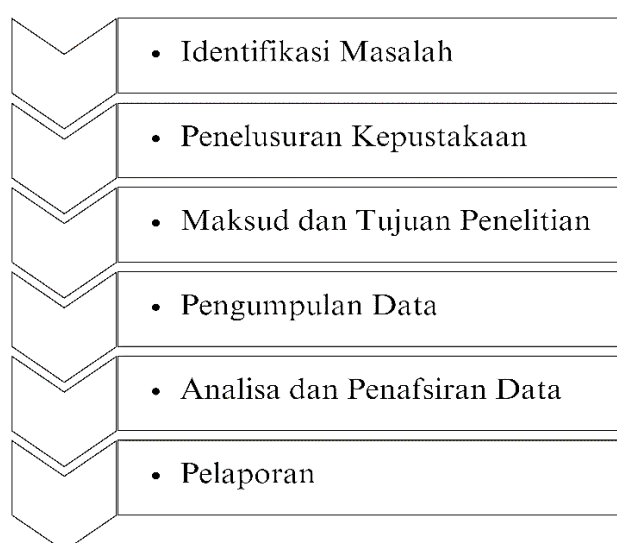 • Identifikasi Masalah
• Penelusuran Kepustakaan
• Maksud dan Tujuan Penelitian
• Pengumpulan Data
• Analisa dan Penafsiran Data
• Pelaporan